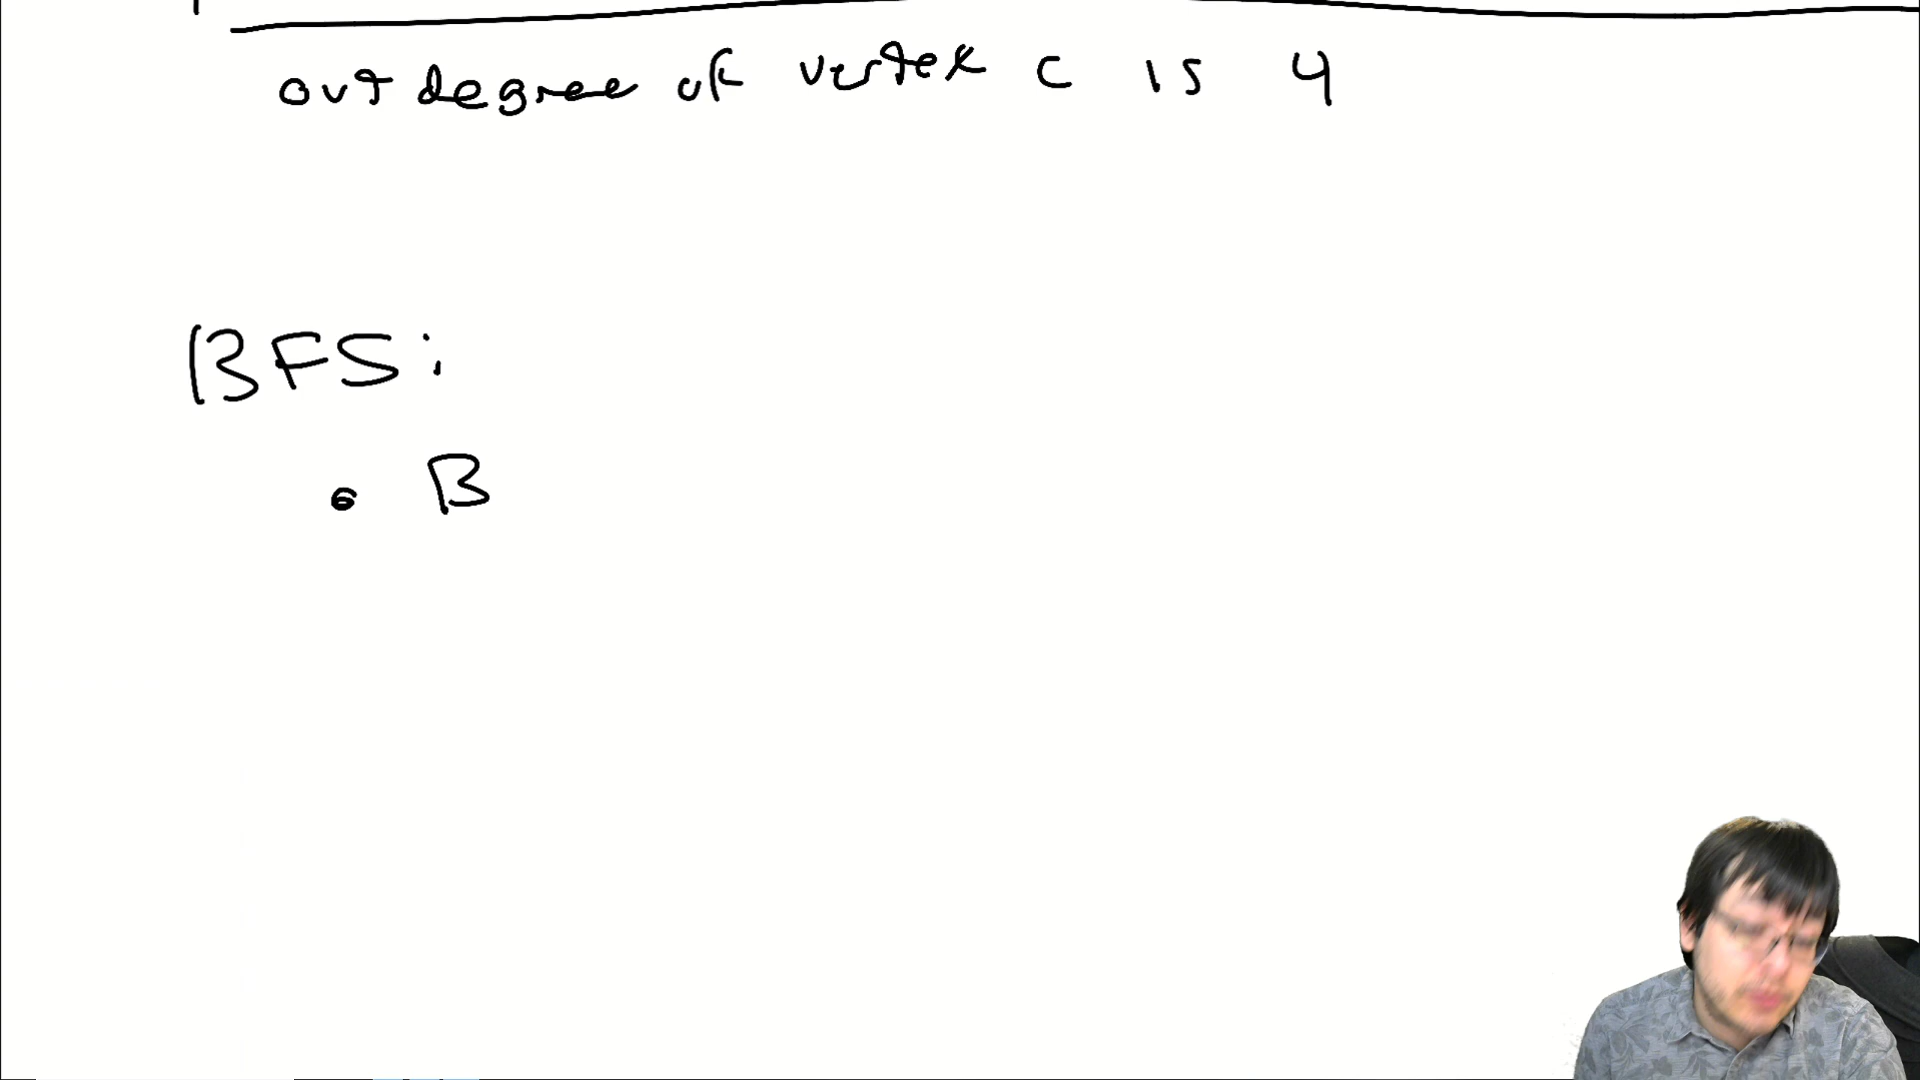 out degree of vertex c is 4
BFS:
• B